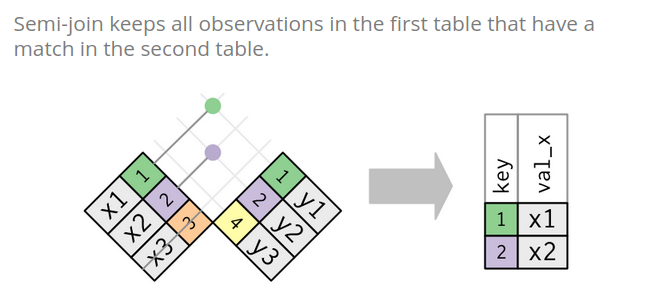 Semi-join keeps all observations in the first table that have a
match in the second table.
x1 1
x2 2
x3 3
1 y1
2 y2
4 y3
key val_x
1 x1
2 x2